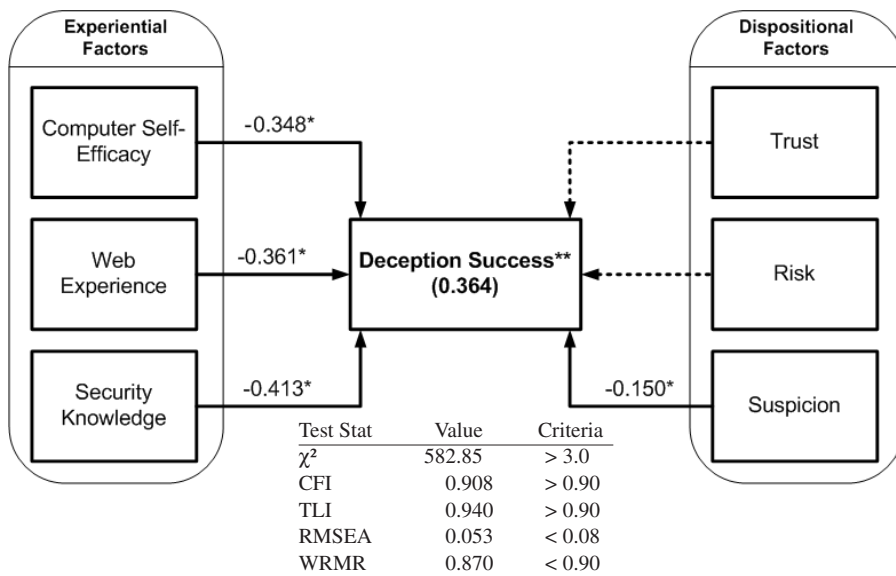 Experiential
Factors
Computer Self-
Efficacy
-0.348*
Web
Experience
-0.361*
Security
Knowledge
-0.413*
Deception Success**
(0.364)
Dispositional
Factors
Trust
Risk
Suspicion
-0.150*
Test Stat Value Criteria
χ² 582.85 > 3.0
CFI 0.908 > 0.90
TLI 0.940 > 0.90
RMSEA 0.053 < 0.08
WRMR 0.870 < 0.90